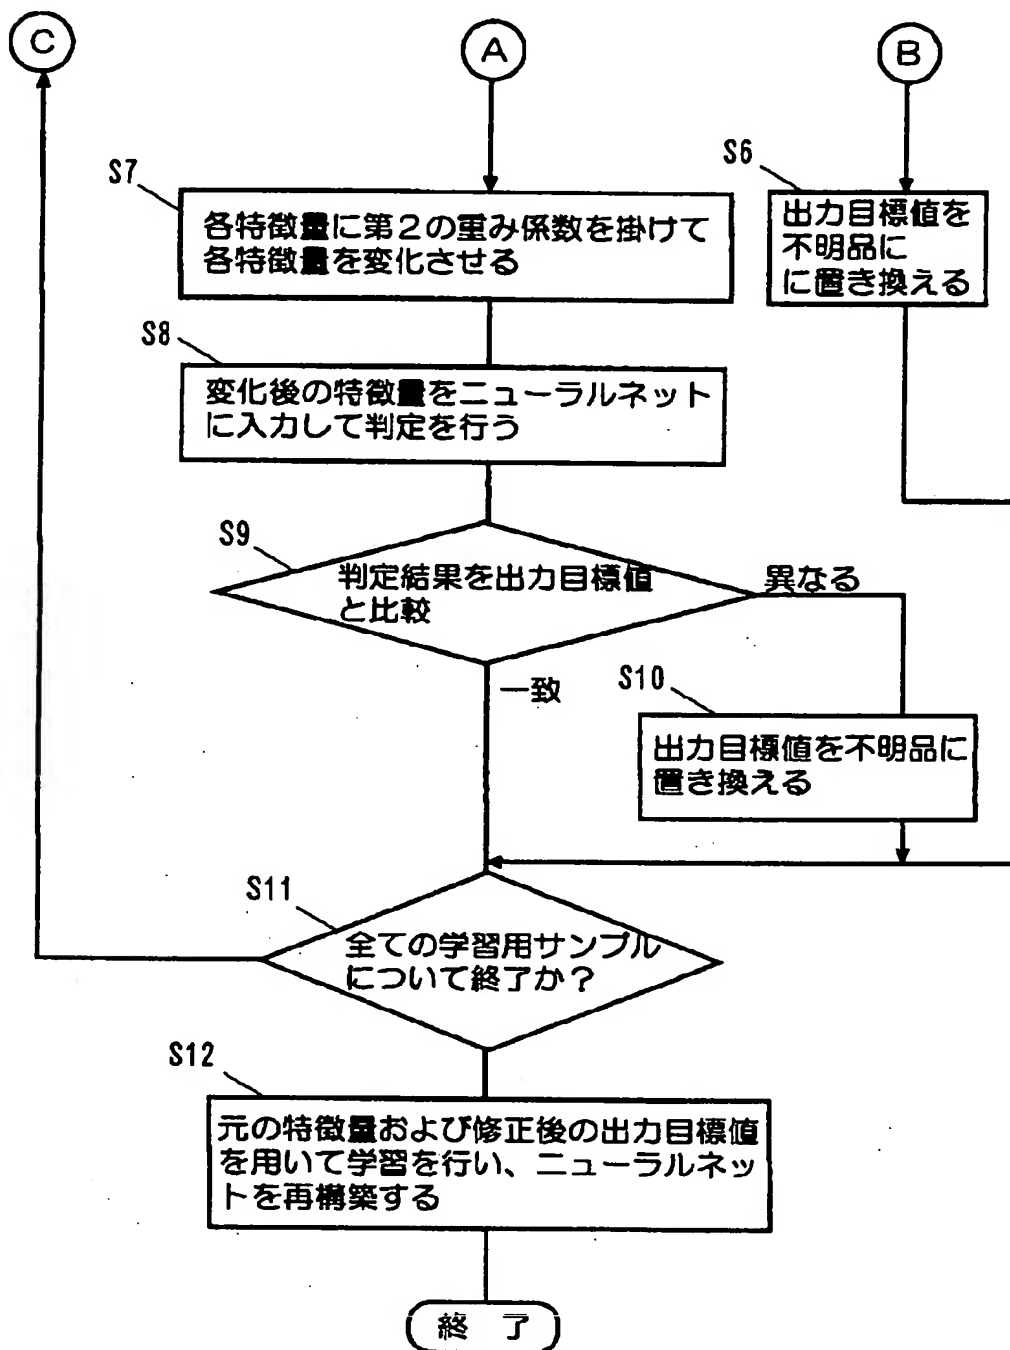 C
A
B
S7
各特徴量に第2の重み係数を掛けて
各特徴量を変化させる
S6
出力目標値を
不明品に
に置き換える
S8
変化後の特徴量をニューラルネット
に入力して判定を行う
S9
判定結果を出力目標値
と比較
異なる
一致
S10
出力目標値を不明品に
置き換える
S11
全ての学習用サンプル
について終了か？
S12
元の特徴量および修正後の出力目標値
を用いて学習を行い、ニューラルネッ
トを再構築する
終 了